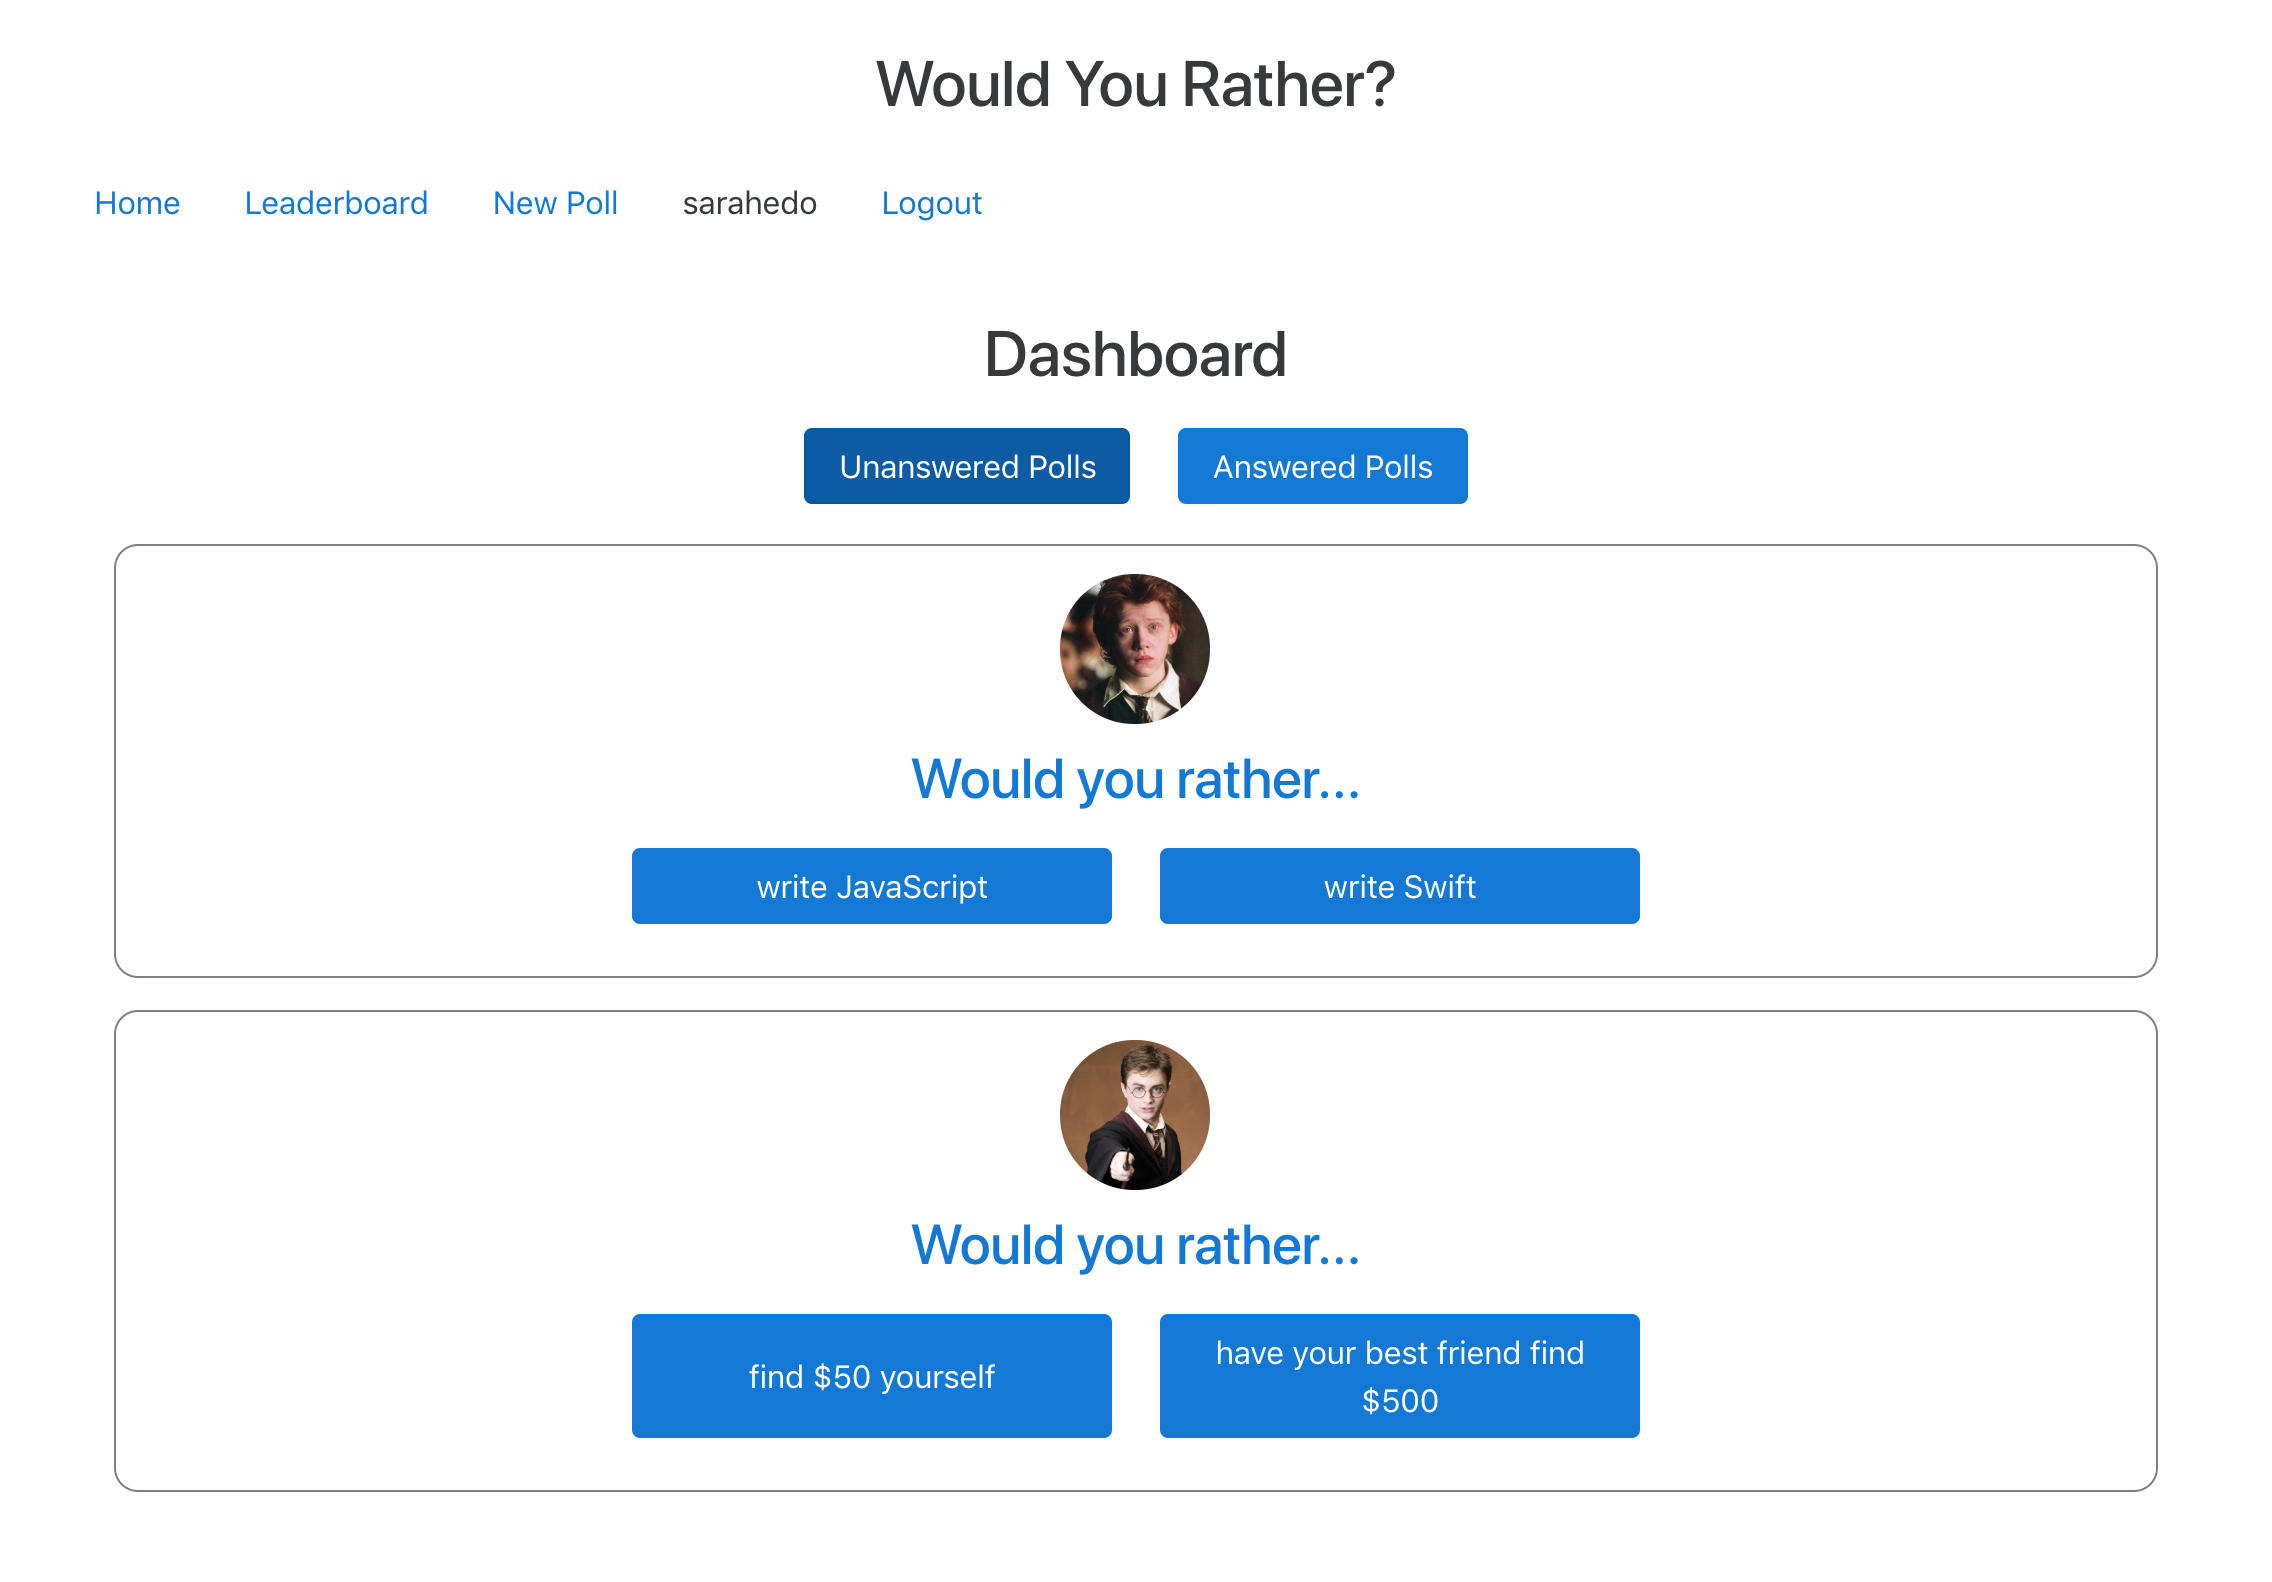 Would You Rather?
Home Leaderboard New Poll sarahedo Logout
Dashboard
Unanswered Polls Answered Polls
Would you rather...
write JavaScript write Swift
Would you rather...
find $50 yourself
have your best friend find
$500